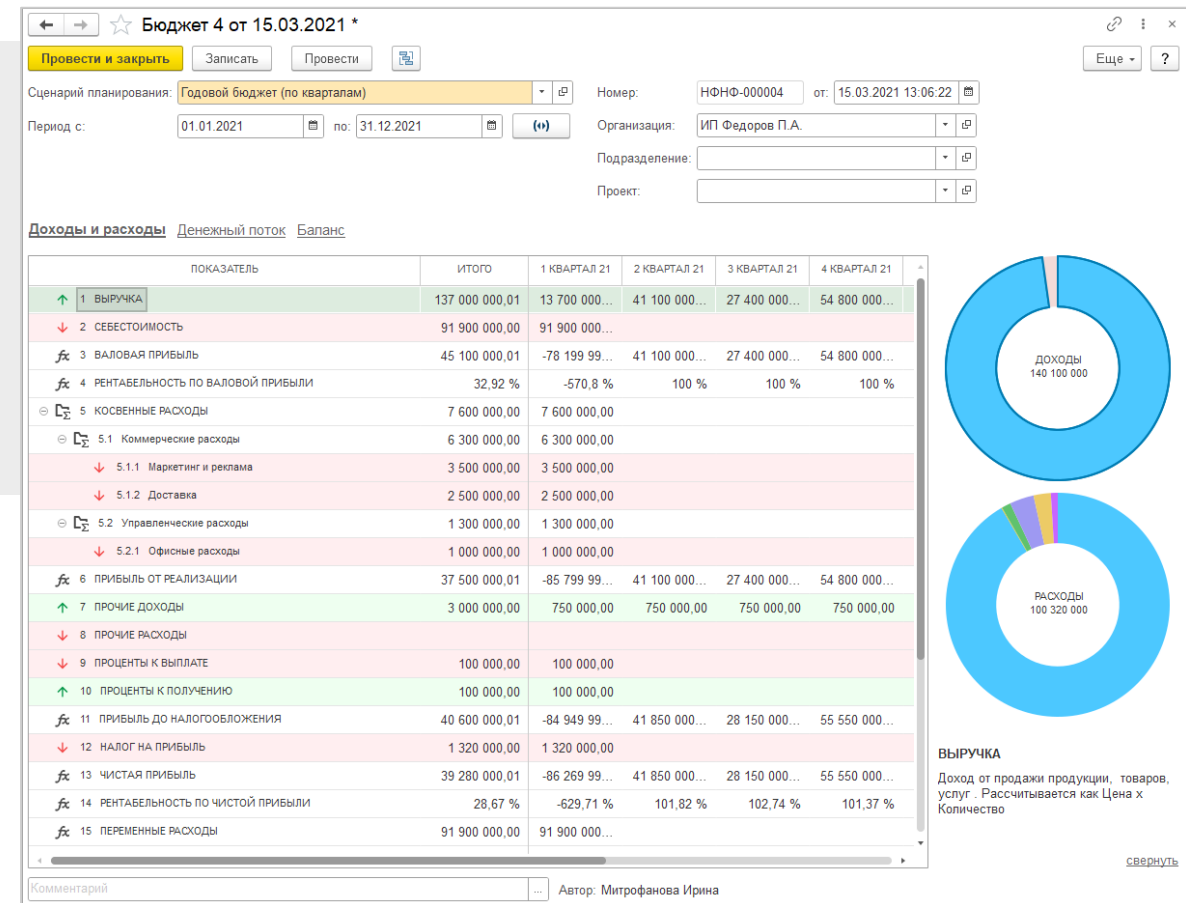 Бюджет 4 от 15.03.2021 *
Провести и закрыть Записать Провести Еще ?
Сценарий планирования: Годовой бюджет (по кварталам) Номер: НФНФ-000004 от: 15.03.2021 13:06:22
Период с: 01.01.2021 по: 31.12.2021 Организация: ИП Федоров П.А.
Подразделение:
Проект:
Доходы и расходы Денежный поток Баланс
ПОКАЗАТЕЛЬ ИТОГО 1 КВАРТАЛ 21 2 КВАРТАЛ 21 3 КВАРТАЛ 21 4 КВАРТАЛ 21
1 ВЫРУЧКА 137 000 000,01 13 700 000... 41 100 000... 27 400 000... 54 800 000...
2 СЕБЕСТОИМОСТЬ 91 900 000,00 91 900 000...
3 ВАЛОВАЯ ПРИБЫЛЬ 45 100 000,01 -78 199 99... 41 100 000... 27 400 000... 54 800 000...
4 РЕНТАБЕЛЬНОСТЬ ПО ВАЛОВОЙ ПРИБЫЛИ 32,92 % -570,8 % 100 % 100 % 100 %
5 КОСВЕННЫЕ РАСХОДЫ 7 600 000,00 7 600 000,00
5.1 Коммерческие расходы 6 300 000,00 6 300 000,00
5.1.1 Маркетинг и реклама 3 500 000,00 3 500 000,00
5.1.2 Доставка 2 500 000,00 2 500 000,00
5.2 Управленческие расходы 1 300 000,00 1 300 000,00
5.2.1 Офисные расходы 1 000 000,00 1 000 000,00
6 ПРИБЫЛЬ ОТ РЕАЛИЗАЦИИ 37 500 000,01 -85 799 99... 41 100 000... 27 400 000... 54 800 000...
7 ПРОЧИЕ ДОХОДЫ 3 000 000,00 750 000,00 750 000,00 750 000,00 750 000,00
8 ПРОЧИЕ РАСХОДЫ
9 ПРОЦЕНТЫ К ВЫПЛАТЕ 100 000,00 100 000,00
10 ПРОЦЕНТЫ К ПОЛУЧЕНИЮ 100 000,00 100 000,00
11 ПРИБЫЛЬ ДО НАЛОГООБЛОЖЕНИЯ 40 600 000,01 -84 949 99... 41 850 000... 28 150 000... 55 550 000...
12 НАЛОГ НА ПРИБЫЛЬ 1 320 000,00 1 320 000,00
13 ЧИСТАЯ ПРИБЫЛЬ 39 280 000,01 -86 269 99... 41 850 000... 28 150 000... 55 550 000...
14 РЕНТАБЕЛЬНОСТЬ ПО ЧИСТОЙ ПРИБЫЛИ 28,67 % -629,71 % 101,82 % 102,74 % 101,37 %
15 ПЕРЕМЕННЫЕ РАСХОДЫ 91 900 000,00 91 900 000...
ДОХОДЫ
140 100 000
РАСХОДЫ
100 320 000
ВЫРУЧКА
Доход от продажи продукции, товаров,
услуг . Рассчитывается как Цена х
Количество
свернуть
Комментарий ... Автор: Митрофанова Ирина